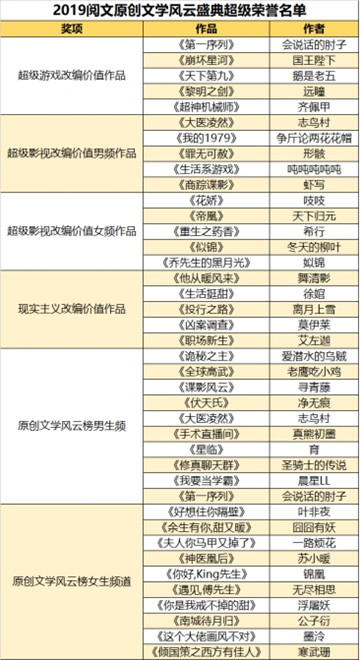 2019阅文原创文学风云盛典超级荣誉名单
奖项 作品 作者
超级游戏改编价值作品
《第一序列》 会说话的肘子
《崩坏星河》 国王陛下
《天下第九》 鹅是老五
《黎明之剑》 远瞳
《超神机械师》 齐佩甲
超级影视改编价值男频作品
《大医凌然》 志鸟村
《我的1979》 争斤论两花花帽
《罪无可赦》 形骸
《生活系游戏》 吨吨吨吨吨
《商踪谍影》 虾写
超级影视改编价值女频作品
《花娇》 吱吱
《帝凰》 天下归元
《重生之药香》 希行
《似锦》 冬天的柳叶
《乔先生的黑月光》 姒锦
现实主义改编价值作品
《他从暖风来》 舞清影
《生活挺甜》 徐婠
《投行之路》 离月上雪
《凶案调查》 莫伊莱
《职场新生》 艾左迦
原创文学风云榜男生频
《诡秘之主》 爱潜水的乌贼
《全球高武》 老鹰吃小鸡
《谍影风云》 寻青藤
《伏天氏》 净无痕
《大医凌然》 志鸟村
《手术直播间》 真熊初墨
《星临》 育
《修真聊天群》 圣骑士的传说
《我要当学霸》 晨星LL
《第一序列》 会说话的肘子
原创文学风云榜女生频道
《好想住你隔壁》 叶非夜
《余生有你,甜又暖》 囧囧有妖
《夫人你马甲又掉了》 一路烦花
《神医凰后》 苏小暖
《你好,King先生》 锦凰
《遇见,傅先生》 无尽相思
《你是我戒不掉的甜》 浮屠妖
《南城待月归》 公子衍
《这个大佬画风不对》 墨泠
《倾国策之西方有佳人》 寒武珊